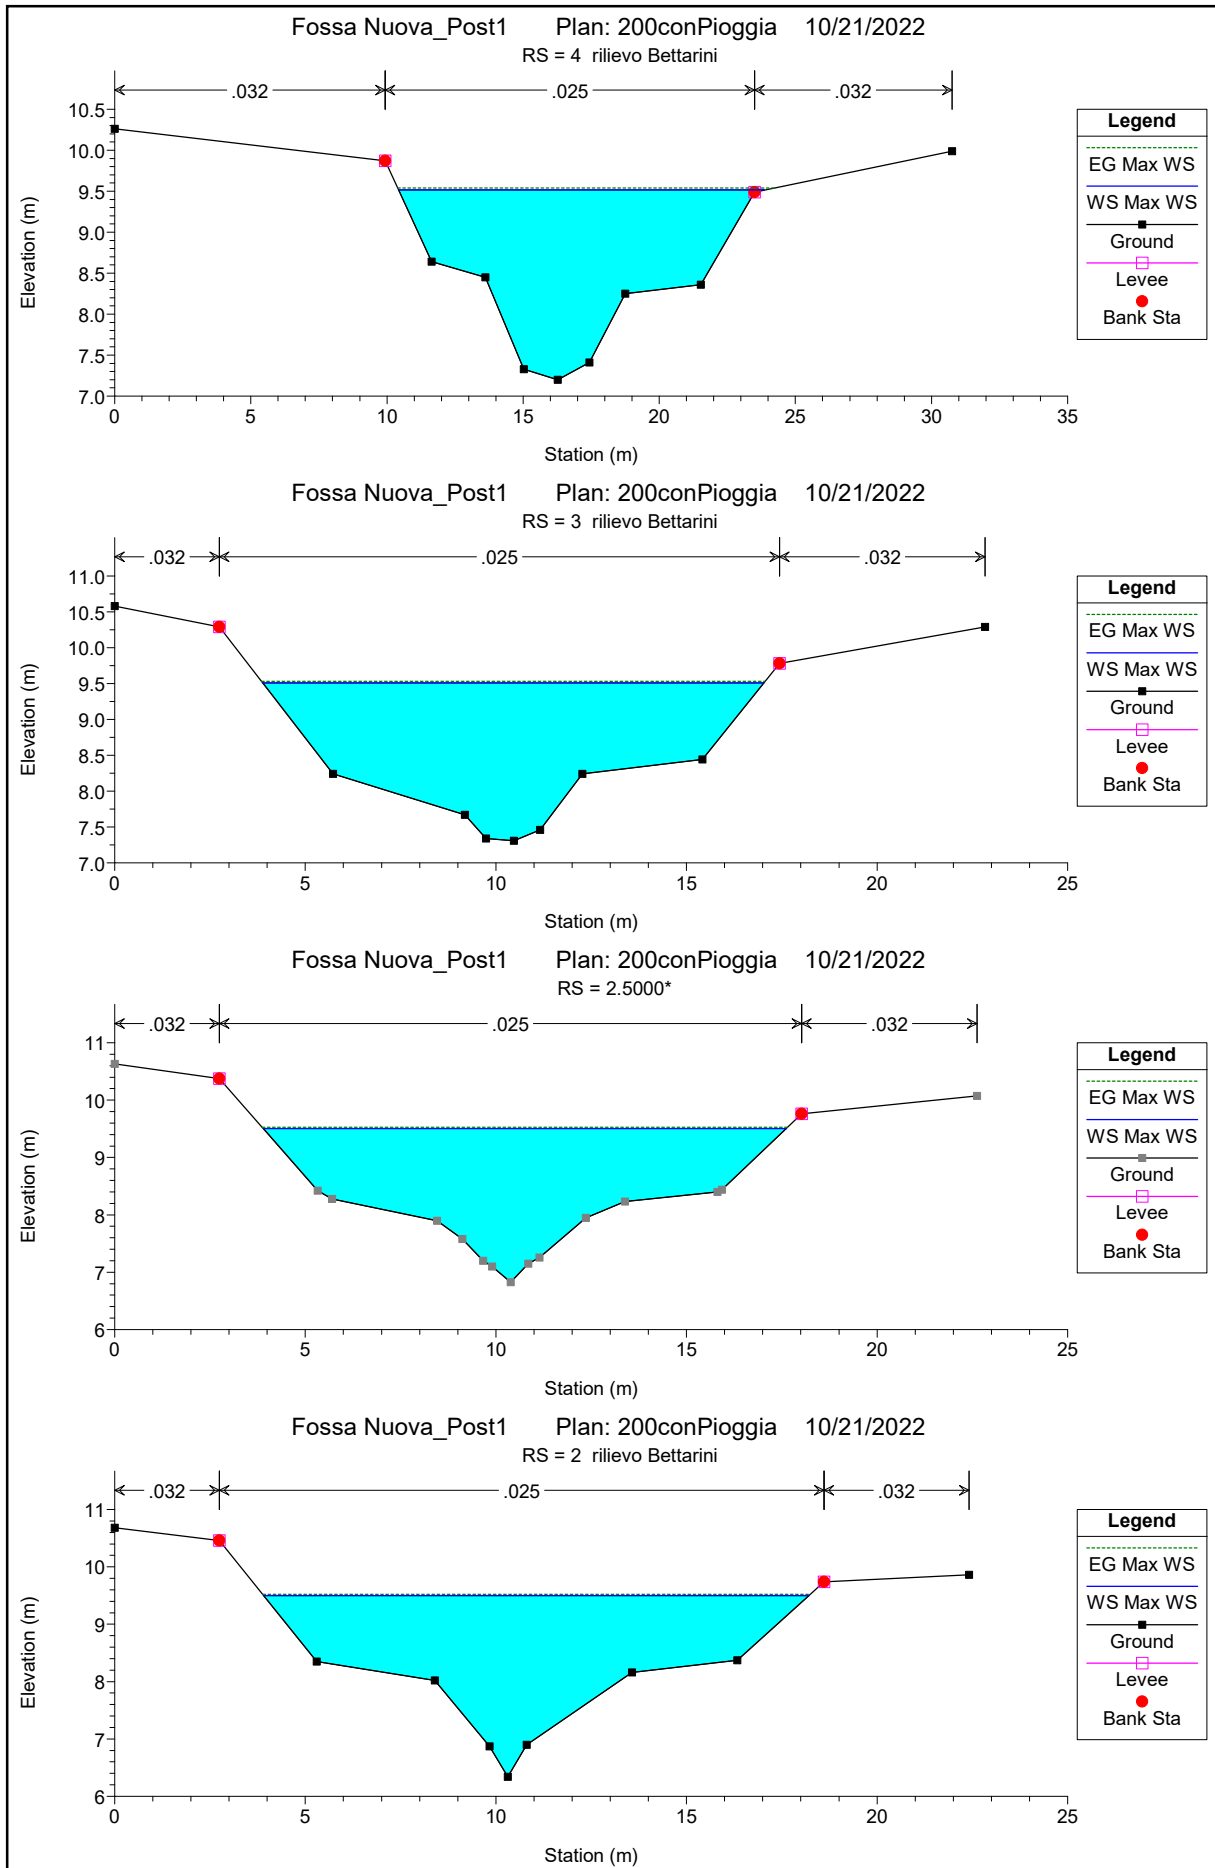 Fossa Nuova_Post1 Plan: 200conPioggia 10/21/2022
RS = 4 rilievo Bettarini
.032 .025 .032
10.5
10.0
9.5
9.0
8.5
8.0
7.5
7.0
Elevation (m)
0 5 10 15 20 25 30 35
Station (m)
Legend
EG Max WS
WS Max WS
Ground
Levee
Bank Sta
Fossa Nuova_Post1 Plan: 200conPioggia 10/21/2022
RS = 3 rilievo Bettarini
.032 .025 .032
11.0
10.5
10.0
9.5
9.0
8.5
8.0
7.5
7.0
Elevation (m)
0 5 10 15 20 25
Station (m)
Legend
EG Max WS
WS Max WS
Ground
Levee
Bank Sta
Fossa Nuova_Post1 Plan: 200conPioggia 10/21/2022
RS = 2.5000*
.032 .025 .032
11
10
9
8
7
6
Elevation (m)
0 5 10 15 20 25
Station (m)
Legend
EG Max WS
WS Max WS
Ground
Levee
Bank Sta
Fossa Nuova_Post1 Plan: 200conPioggia 10/21/2022
RS = 2 rilievo Bettarini
.032 .025 .032
11
10
9
8
7
6
Elevation (m)
0 5 10 15 20 25
Station (m)
Legend
EG Max WS
WS Max WS
Ground
Levee
Bank Sta